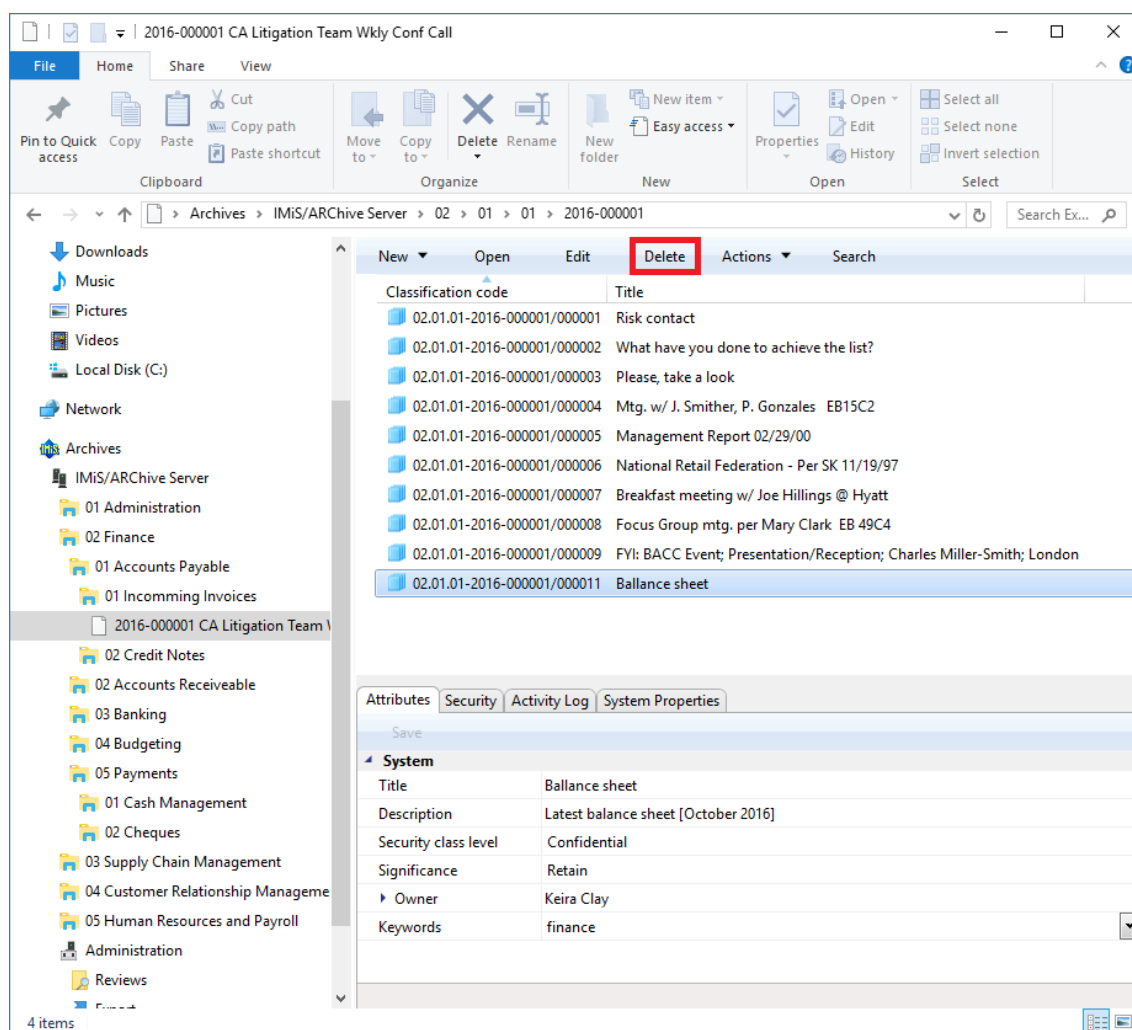 2016-000001 CA Litigation Team Wkly Conf Call
File Home Share View
Pin to Quick access
Copy
Paste
Cut
Copy path
Paste shortcut
Clipboard
Move to
Copy to
Delete
Rename
Organize
New folder
New item
Easy access
New
Properties
Open
Edit
History
Open
Select all
Select none
Invert selection
Select
Archives > IMiS/ARChive Server > 02 > 01 > 01 > 2016-000001
Search Ex...
Downloads
Music
Pictures
Videos
Local Disk (C:)
Network
Archives
IMiS/ARChive Server
01 Administration
02 Finance
01 Accounts Payable
01 Incomming Invoices
2016-000001 CA Litigation Team
02 Credit Notes
02 Accounts Receiveable
03 Banking
04 Budgeting
05 Payments
01 Cash Management
02 Cheques
03 Supply Chain Management
04 Customer Relationship Manageme
05 Human Resources and Payroll
Administration
Reviews
New Open Edit Delete Actions Search
Classification code Title
02.01.01-2016-000001/000001 Risk contact
02.01.01-2016-000001/000002 What have you done to achieve the list?
02.01.01-2016-000001/000003 Please, take a look
02.01.01-2016-000001/000004 Mtg. w/ J. Smither, P. Gonzales EB15C2
02.01.01-2016-000001/000005 Management Report 02/29/00
02.01.01-2016-000001/000006 National Retail Federation - Per SK 11/19/97
02.01.01-2016-000001/000007 Breakfast meeting w/ Joe Hillings @ Hyatt
02.01.01-2016-000001/000008 Focus Group mtg. per Mary Clark EB 49C4
02.01.01-2016-000001/000009 FYI: BACC Event; Presentation/Reception; Charles Miller-Smith; London
02.01.01-2016-000001/000011 Ballance sheet
Attributes Security Activity Log System Properties
Save
System
Title Ballance sheet
Description Latest balance sheet [October 2016]
Security class level Confidential
Significance Retain
Owner Keira Clay
Keywords finance
4 items